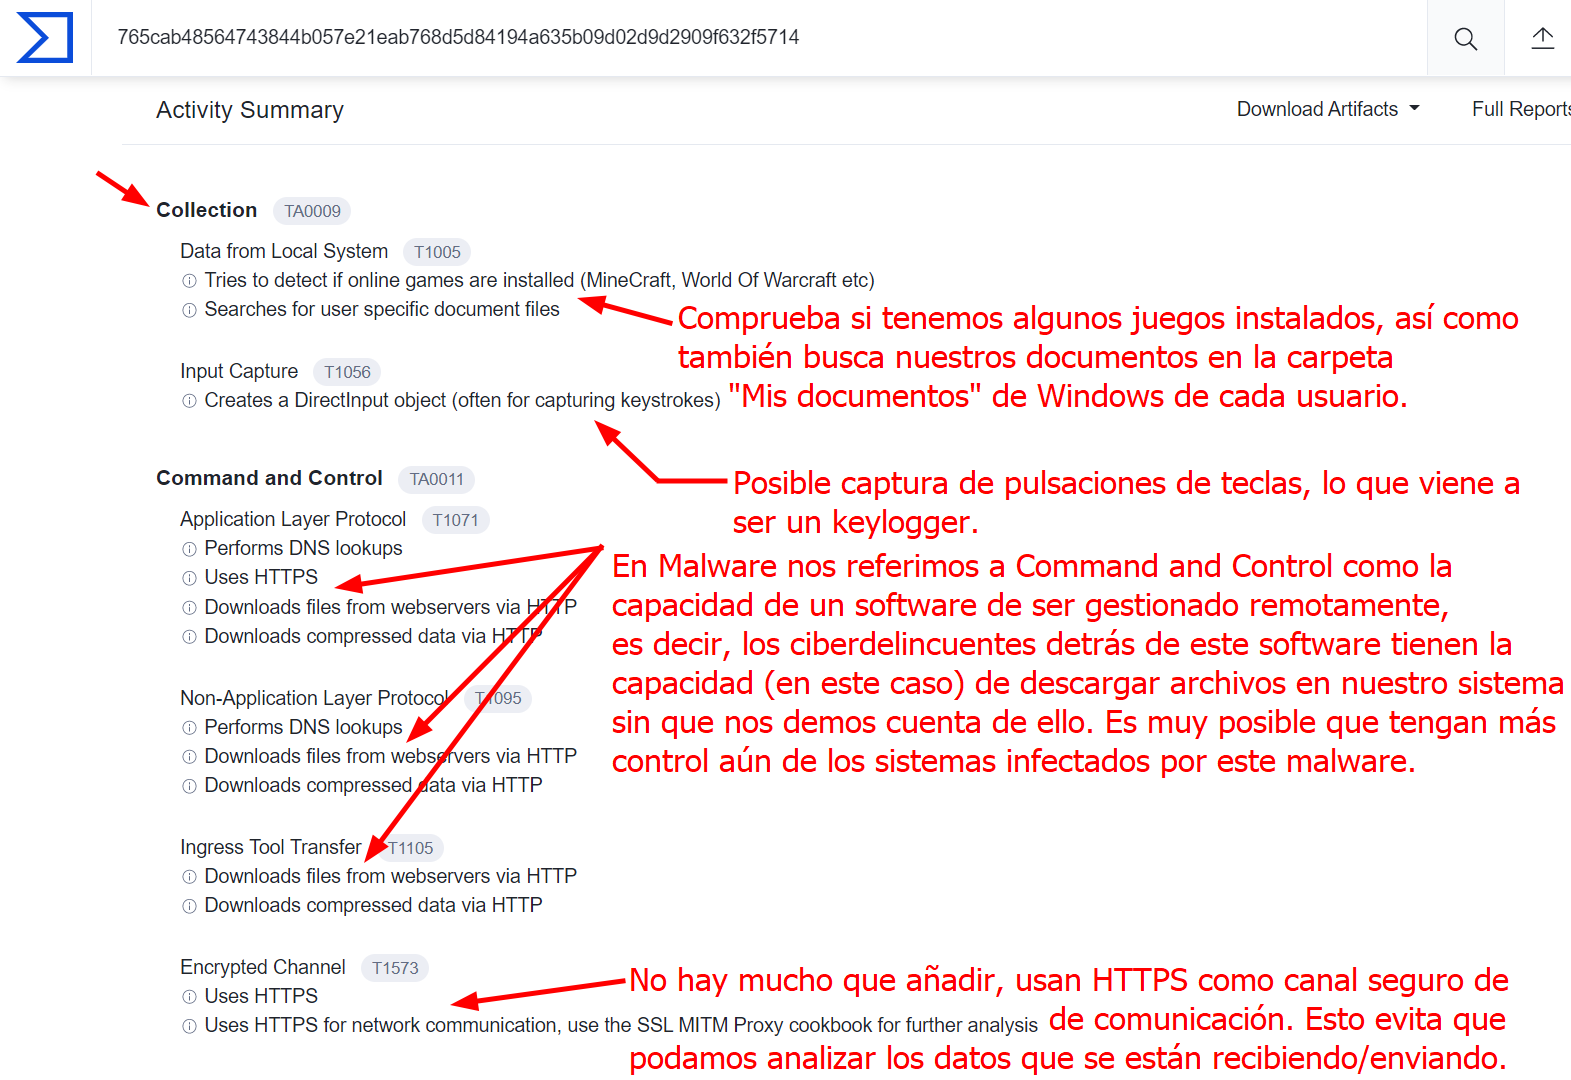 765cab48564743844b057e21eab768d5d84194a635b09d02d9d2909f632f5714
Activity Summary
Download Artifacts
Full Reports
Collection TA0009
Data from Local System T1005
Tries to detect if online games are installed (MineCraft, World Of Warcraft etc)
Searches for user specific document files
Comprueba si tenemos algunos juegos instalados, así como
también busca nuestros documentos en la carpeta
"Mis documentos" de Windows de cada usuario.
Input Capture T1056
Creates a DirectInput object (often for capturing keystrokes)
Posible captura de pulsaciones de teclas, lo que viene a
ser un keylogger.
Command and Control TA0011
Application Layer Protocol T1071
Performs DNS lookups
Uses HTTPS
Downloads files from webservers via HTTP
Downloads compressed data via HTTP
En Malware nos referimos a Command and Control como la
capacidad de un software de ser gestionado remotamente,
es decir, los ciberdelincuentes detrás de este software tienen la
capacidad (en este caso) de descargar archivos en nuestro sistema
sin que nos demos cuenta de ello. Es muy posible que tengan más
control aún de los sistemas infectados por este malware.
Non-Application Layer Protocol T1095
Performs DNS lookups
Downloads files from webservers via HTTP
Downloads compressed data via HTTP
Ingress Tool Transfer T1105
Downloads files from webservers via HTTP
Downloads compressed data via HTTP
Encrypted Channel T1573
Uses HTTPS
Uses HTTPS for network communication, use the SSL MITM Proxy cookbook for further analysis
No hay mucho que añadir, usan HTTPS como canal seguro de
de comunicación. Esto evita que
podamos analizar los datos que se están recibiendo/enviando.